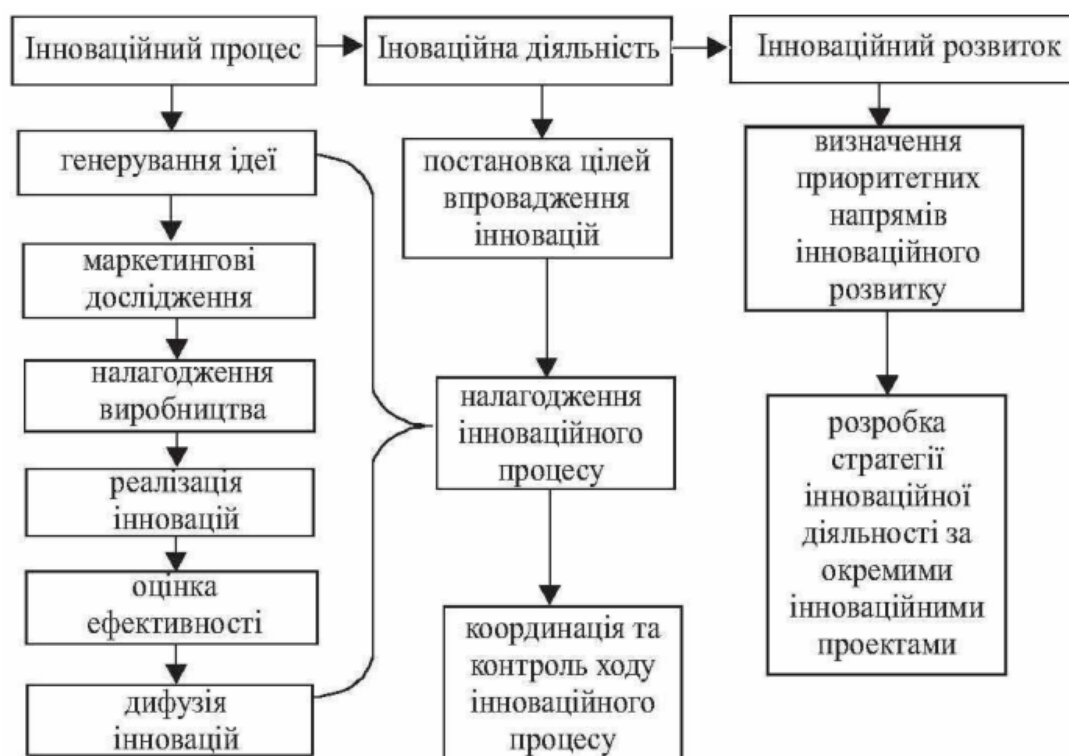 Інноваційний процес
Іноваційна діяльність
Інноваційний розвиток
генерування ідеї
маркетингові
дослідження
налагодження
виробництва
реалізація
інновацій
оцінка
ефективності
дифузія
інновацій
постановка цілей
впровадження
інновацій
налагодження
інноваційного
процесу
координація та
контроль ходу
інноваційного
процесу
визначення
приоритетних
напрямів
інноваційного
розвитку
розробка
стратегії
інноваційної
діяльності за
окремими
інноваційними
проектами